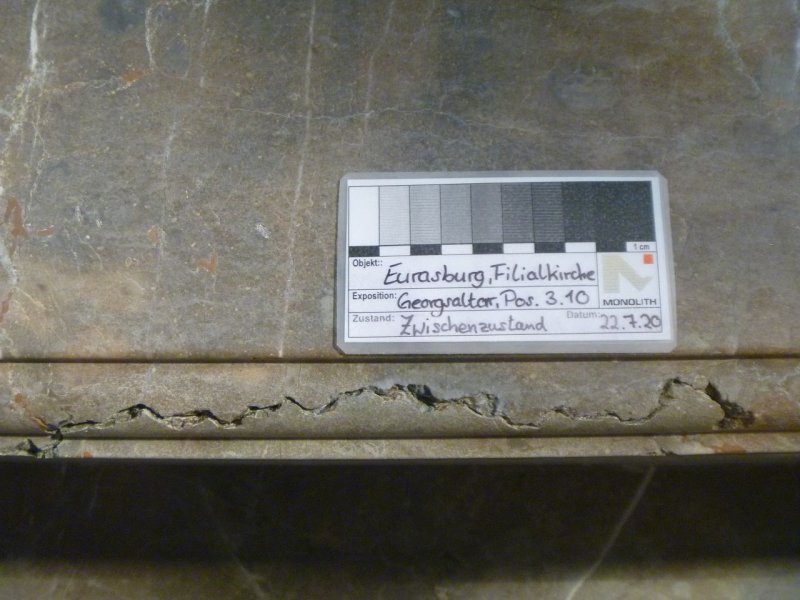 1 cm
Objekt:: Eurasburg, Filialkirche
Exposition: Georgsaltar, Pos. 3.10
MONOLITH
Zustand: Zwischenzustand Datum: 22.7.20